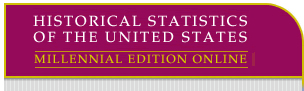 HISTORICAL STATISTICS
OF THE UNITED STATES
MILLENNIAL EDITION ONLINE